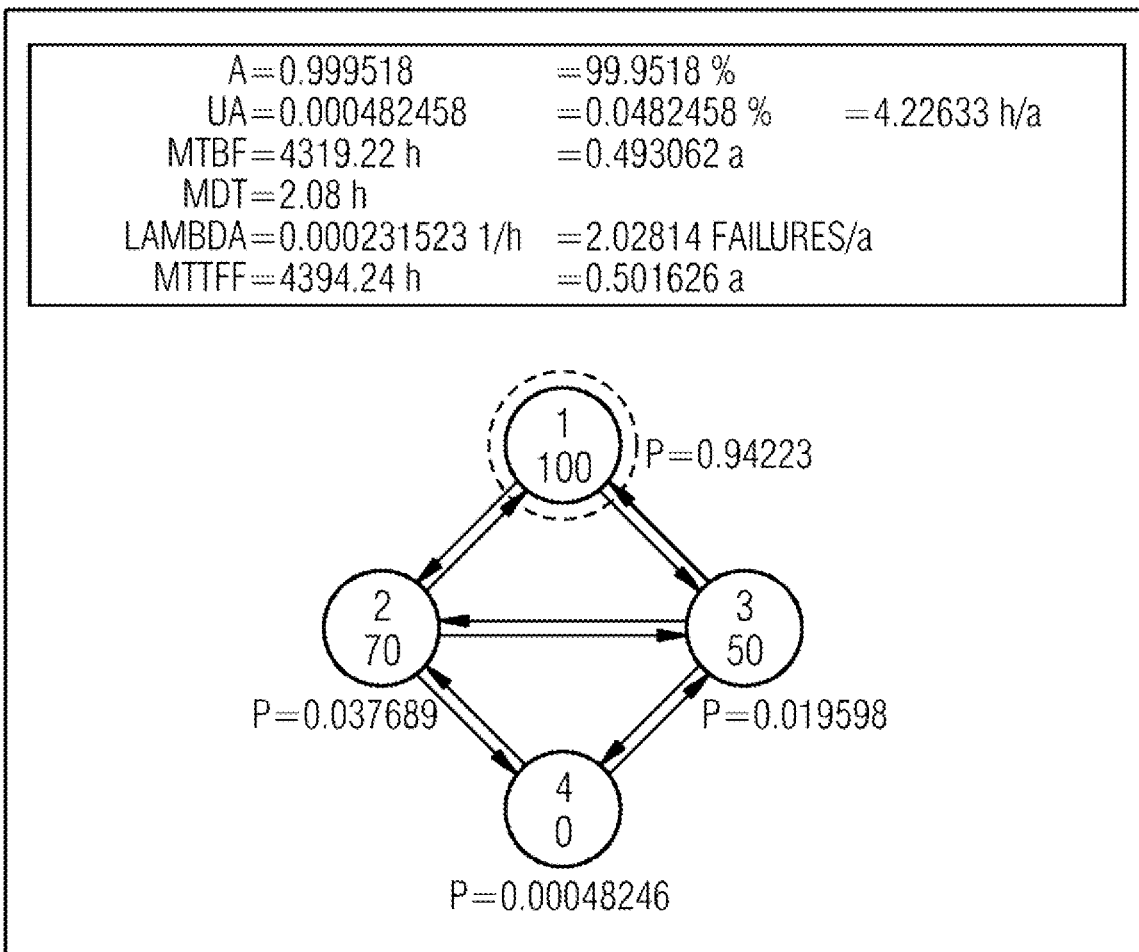 A=0.999518 =99.9518 %
UA=0.000482458 =0.0482458 % =4.22633 h/a
MTBF=4319.22 h =0.493062 a
MDT=2.08 h
LAMBDA=0.000231523 1/h =2.02814 FAILURES/a
MTTFF=4394.24 h =0.501626 a
1
100
P=0.94223
2
70
P=0.037689
3
50
P=0.019598
4
0
P=0.00048246